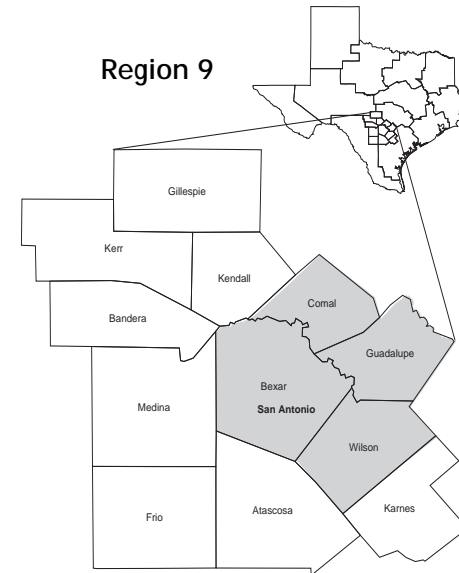 Region 9
Gillespie
Kerr
Kendall
Comal
Bandera
Guadalupe
Bexar
San Antonio
Medina
Wilson
Frio
Atascosa
Karnes